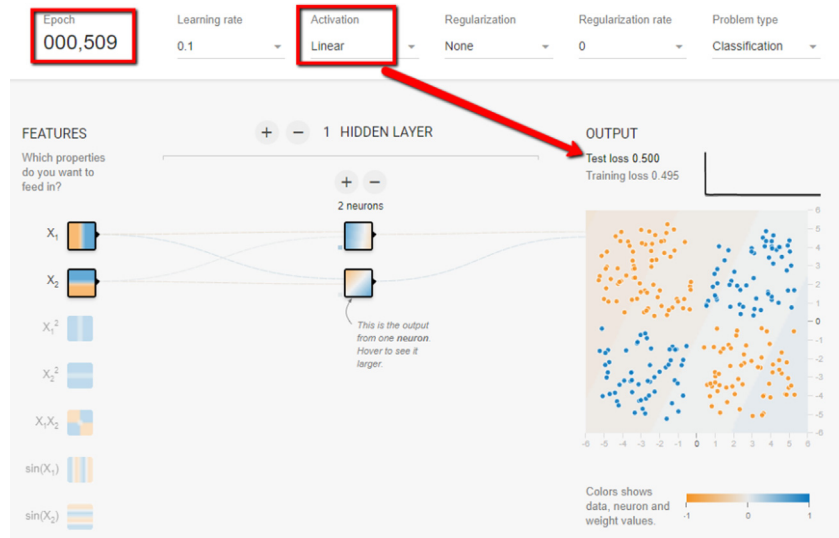 Epoch
000,509
Learning rate
0.1
Activation
Linear
Regularization
None
Regularization rate
0
Problem type
Classification
FEATURES
Which properties
do you want to
feed in?
+ − 1 HIDDEN LAYER
+ −
2 neurons
X1
X2
X1²
X2²
X1X2
sin(X1)
sin(X2)
This is the output
from one neuron.
Hover to see it
larger.
OUTPUT
Test loss 0.500
Training loss 0.495
6
5
4
3
2
1
0
-1
-2
-3
-4
-5
-6
-6 -5 -4 -3 -2 -1 0 1 2 3 4 5 6
Colors shows
data, neuron and
weight values.
-1 0 1